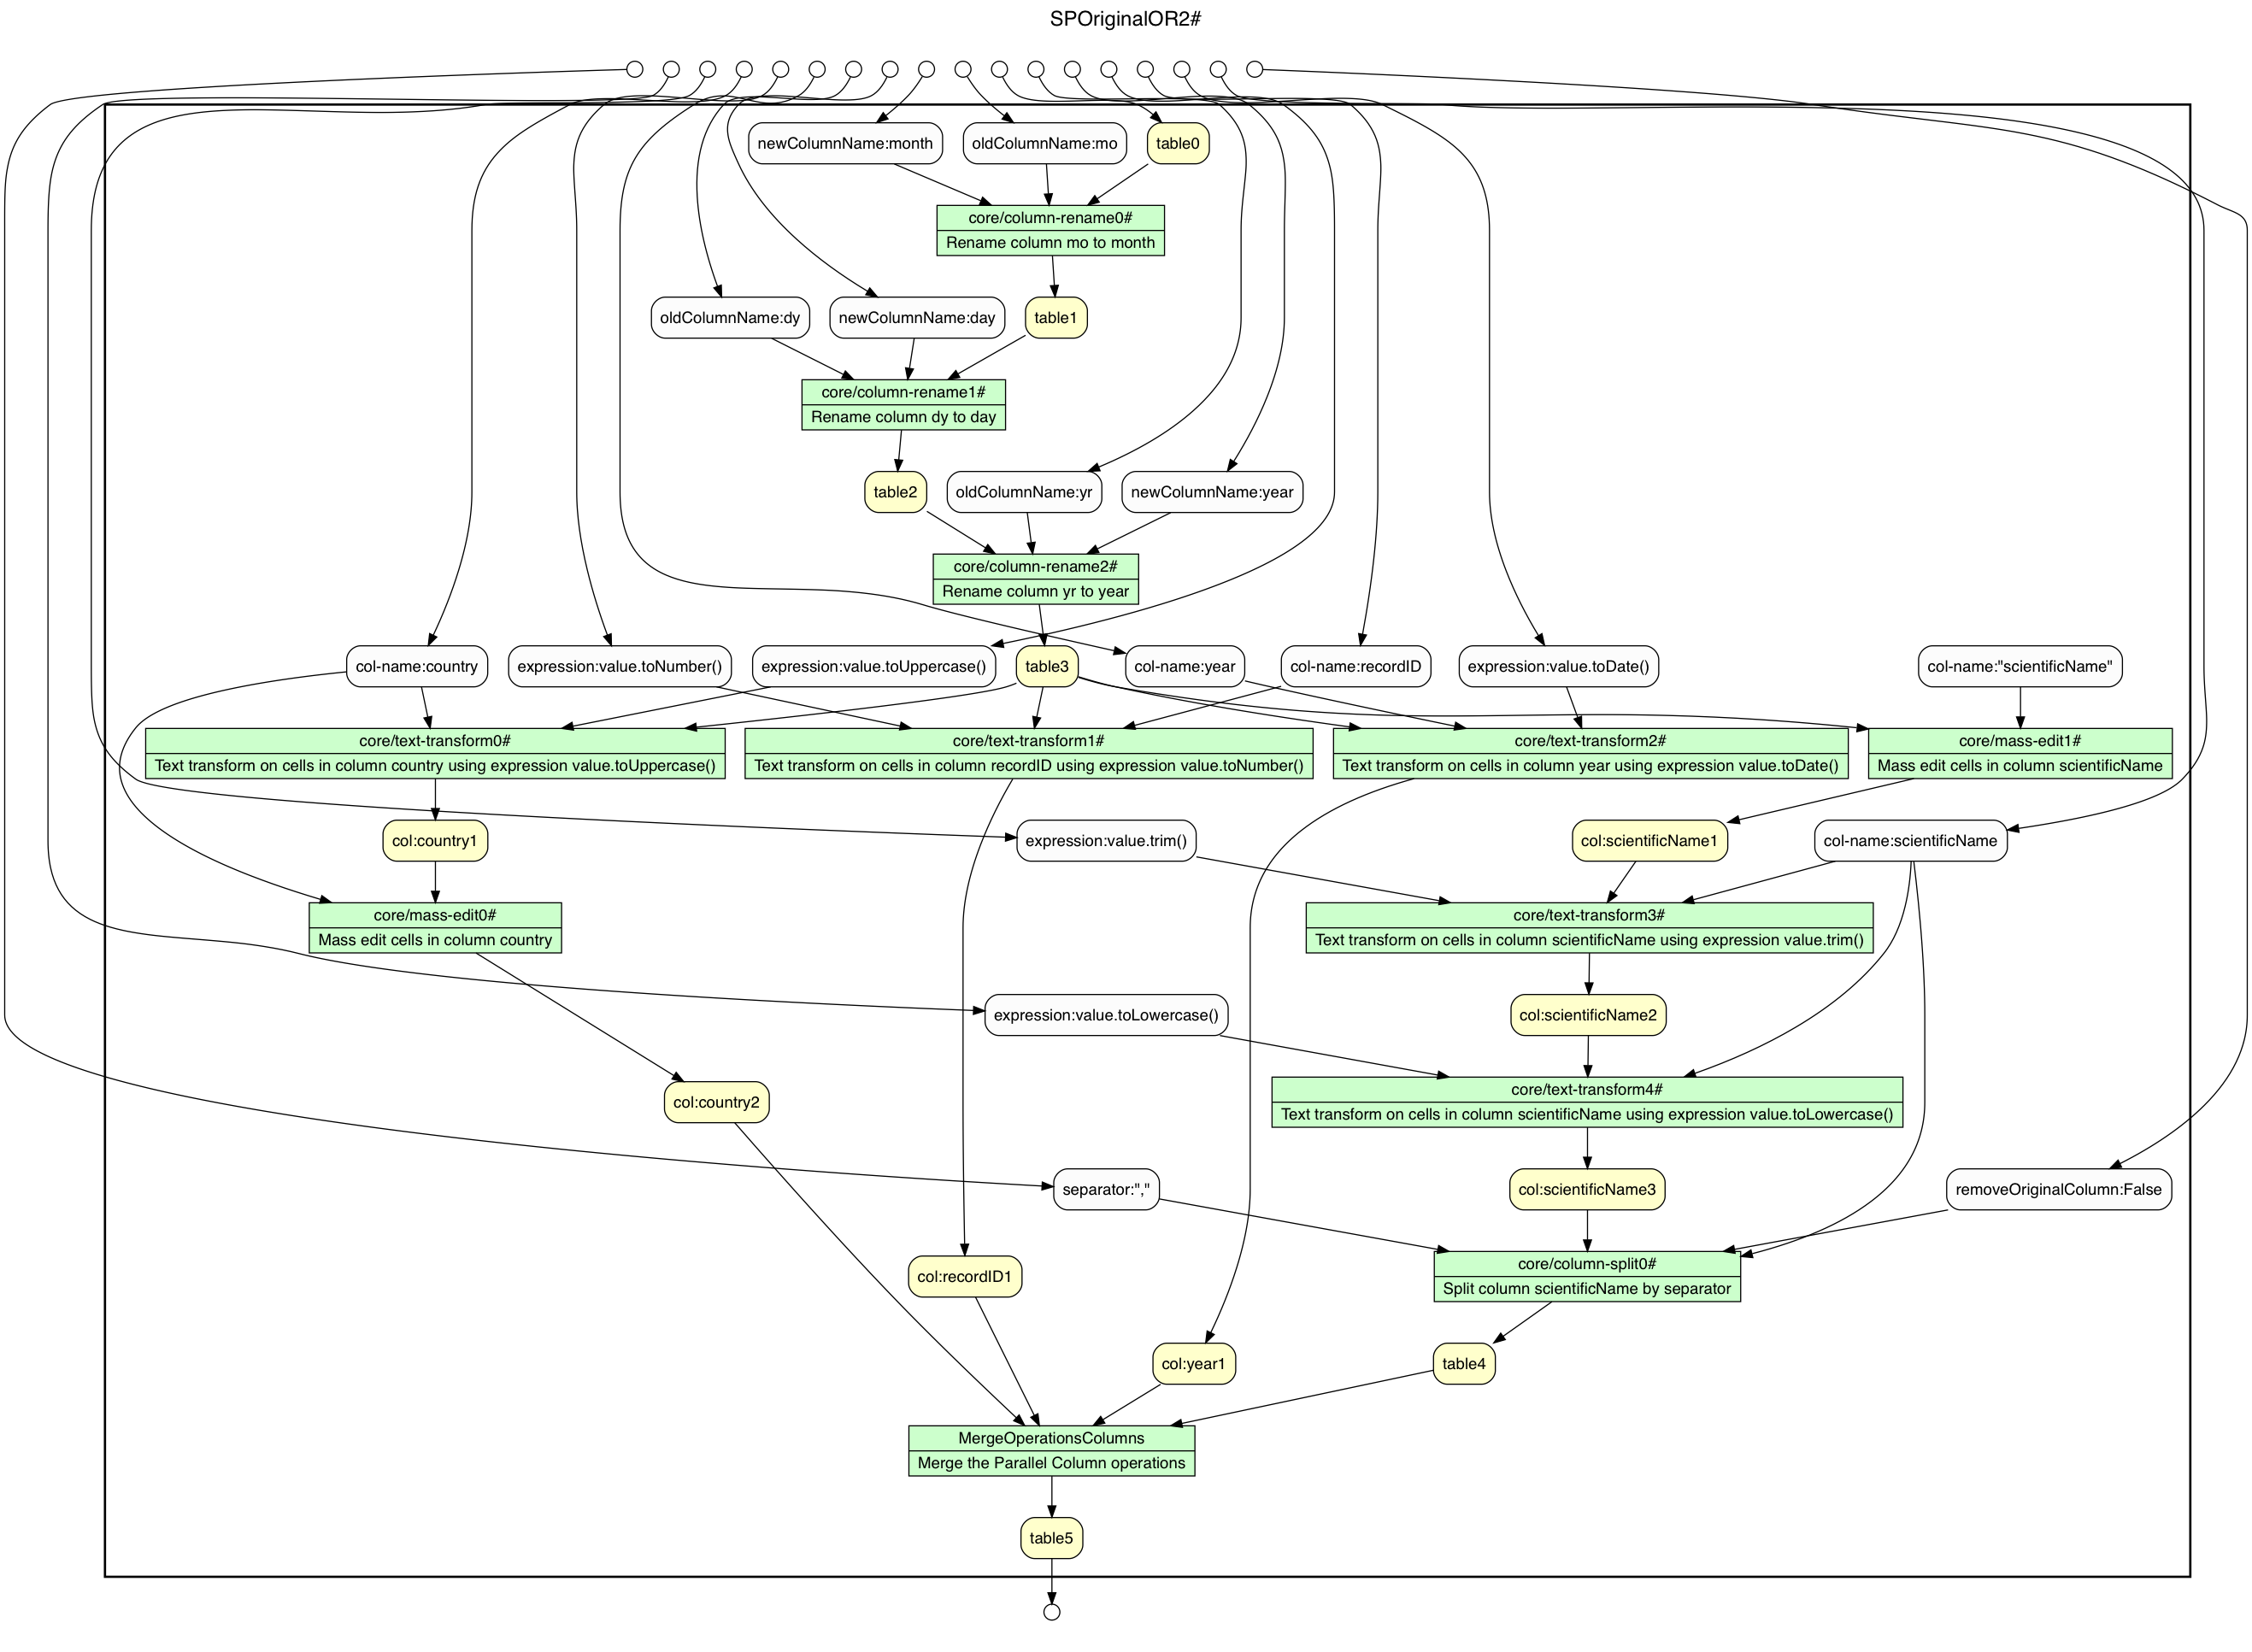 SPOriginalOR2#
newColumnName:month
oldColumnName:mo
table0
core/column-rename0#
Rename column mo to month
oldColumnName:dy
newColumnName:day
table1
core/column-rename1#
Rename column dy to day
table2
oldColumnName:yr
newColumnName:year
core/column-rename2#
Rename column yr to year
col-name:country
expression:value.toNumber()
expression:value.toUppercase()
table3
col-name:year
col-name:recordID
expression:value.toDate()
col-name:"scientificName"
core/text-transform0#
Text transform on cells in column country using expression value.toUppercase()
core/text-transform1#
Text transform on cells in column recordID using expression value.toNumber()
core/text-transform2#
Text transform on cells in column year using expression value.toDate()
core/mass-edit1#
Mass edit cells in column scientificName
col:country1
expression:value.trim()
col:scientificName1
col-name:scientificName
core/mass-edit0#
Mass edit cells in column country
core/text-transform3#
Text transform on cells in column scientificName using expression value.trim()
expression:value.toLowercase()
col:scientificName2
col:country2
core/text-transform4#
Text transform on cells in column scientificName using expression value.toLowercase()
separator:","
col:scientificName3
removeOriginalColumn:False
col:recordID1
core/column-split0#
Split column scientificName by separator
col:year1
table4
MergeOperationsColumns
Merge the Parallel Column operations
table5